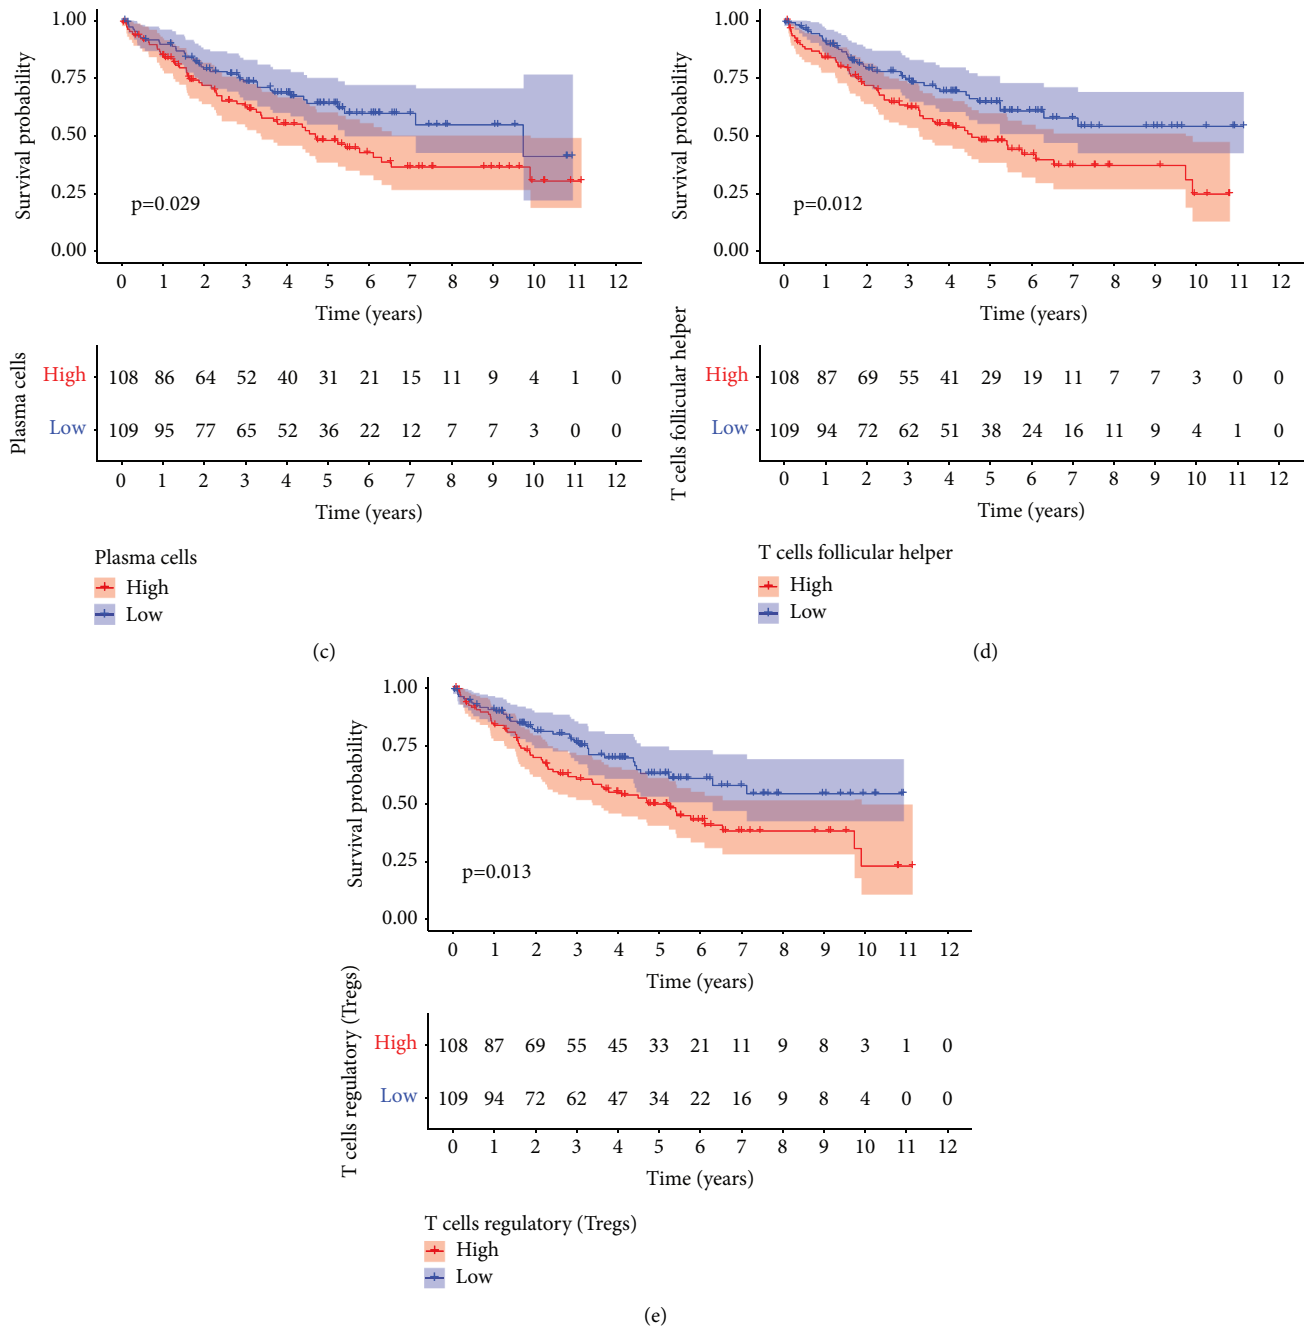 1.00
0.75
0.50
0.25
0.00
Survival probability
p=0.029
0 1 2 3 4 5 6 7 8 9 10 11 12
Time (years)
Plasma cells
High 108 86 64 52 40 31 21 15 11 9 4 1 0
Low 109 95 77 65 52 36 22 12 7 7 3 0 0
0 1 2 3 4 5 6 7 8 9 10 11 12
Time (years)
Plasma cells
High
Low
(c)
1.00
0.75
0.50
0.25
0.00
Survival probability
p=0.012
0 1 2 3 4 5 6 7 8 9 10 11 12
Time (years)
T cells follicular helper
High 108 87 69 55 41 29 19 11 7 7 3 0 0
Low 109 94 72 62 51 38 24 16 11 9 4 1 0
0 1 2 3 4 5 6 7 8 9 10 11 12
Time (years)
T cells follicular helper
High
Low
(d)
1.00
0.75
0.50
0.25
0.00
Survival probability
p=0.013
0 1 2 3 4 5 6 7 8 9 10 11 12
Time (years)
T cells regulatory (Tregs)
High 108 87 69 55 45 33 21 11 9 8 3 1 0
Low 109 94 72 62 47 34 22 16 9 8 4 0 0
0 1 2 3 4 5 6 7 8 9 10 11 12
Time (years)
T cells regulatory (Tregs)
High
Low
(e)